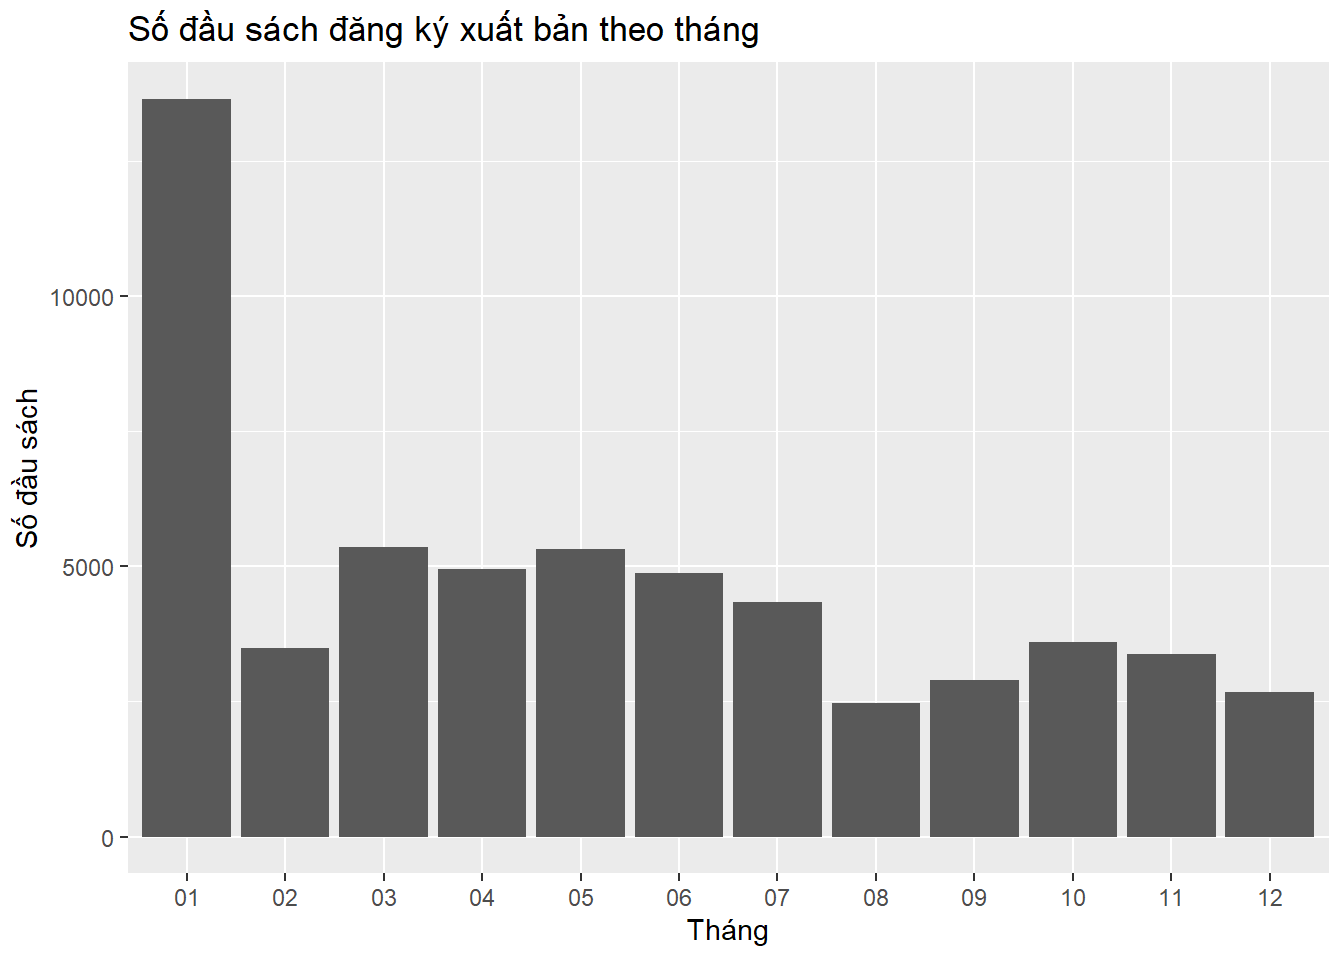 Số đầu sách đăng ký xuất bản theo tháng
Số đầu sách
10000
5000
0
01 02 03 04 05 06 07 08 09 10 11 12
Tháng